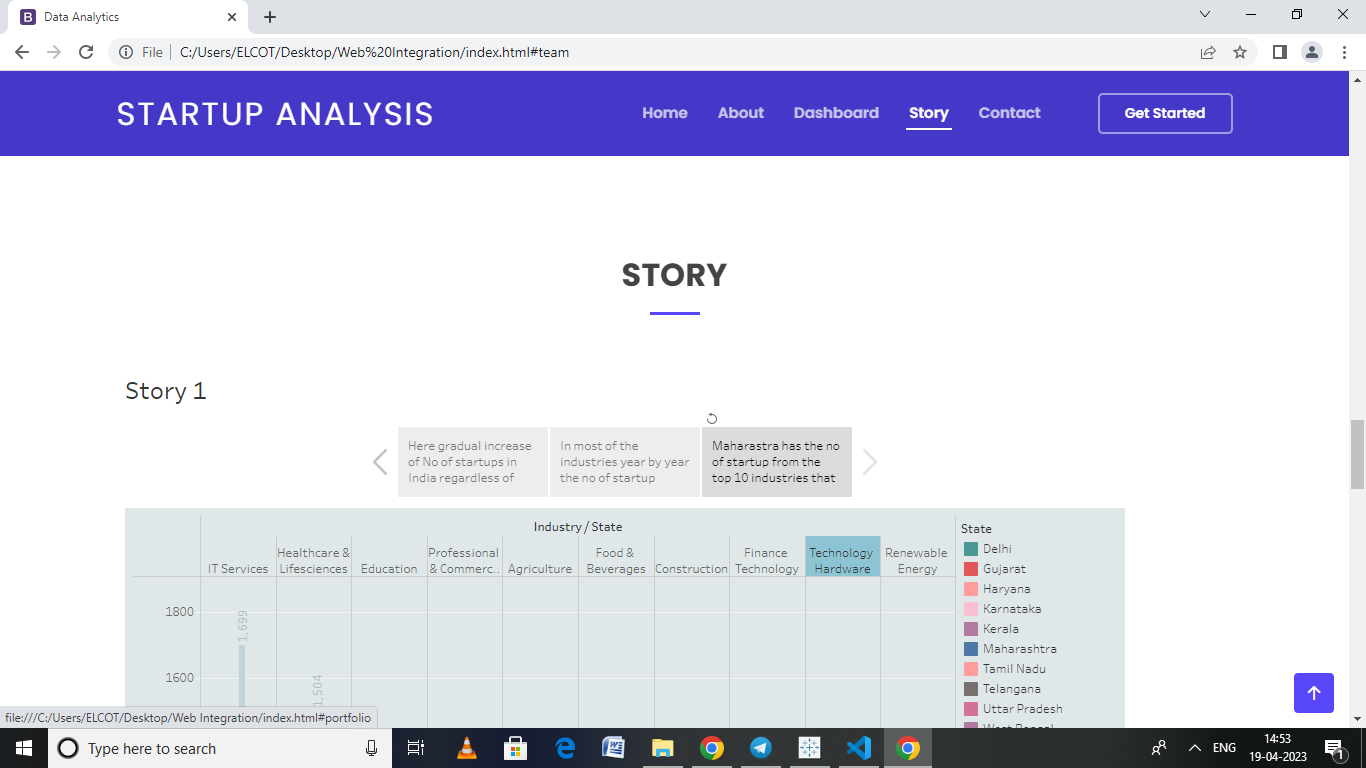 Data Analytics
File
C:/Users/ELCOT/Desktop/Web%20Integration/index.html#team
STARTUP ANALYSIS
Home
About
Dashboard
Story
Contact
Get Started
STORY
Story 1
Here gradual increase
of No of startups in
India regardless of
In most of the
industries year by year
the no of startup
Maharastra has the no
of startup from the
top 10 industries that
Industry / State
IT Services
Healthcare &
Lifesciences
Education
Professional
& Commerc..
Agriculture
Food &
Beverages
Construction
Finance
Technology
Technology
Hardware
Renewable
Energy
1800
1600
1,699
1,504
State
Delhi
Gujarat
Haryana
Karnataka
Kerala
Maharashtra
Tamil Nadu
Telangana
Uttar Pradesh
West Bengal
file:///C:/Users/ELCOT/Desktop/Web Integration/index.html#portfolio
Type here to search
ENG
14:53
19-04-2023
1